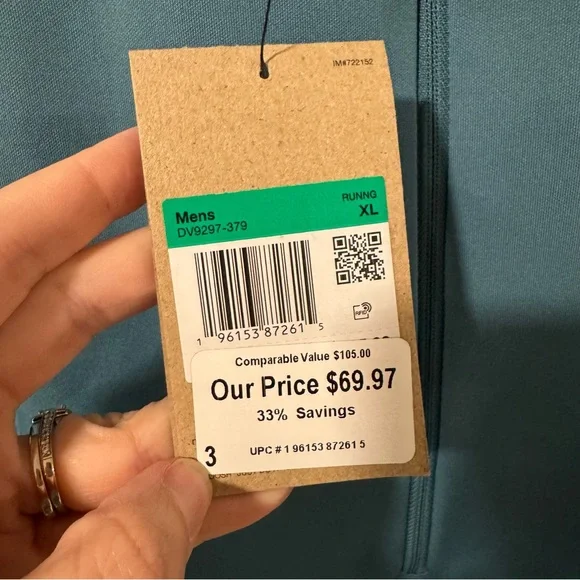 IM#722152
RUNNG
Mens
XL
DV9297-379
1 96153 87261 5
RFID
Comparable Value $105.00
Our Price $69.97
33% Savings
3
UPC # 1 96153 87261 5